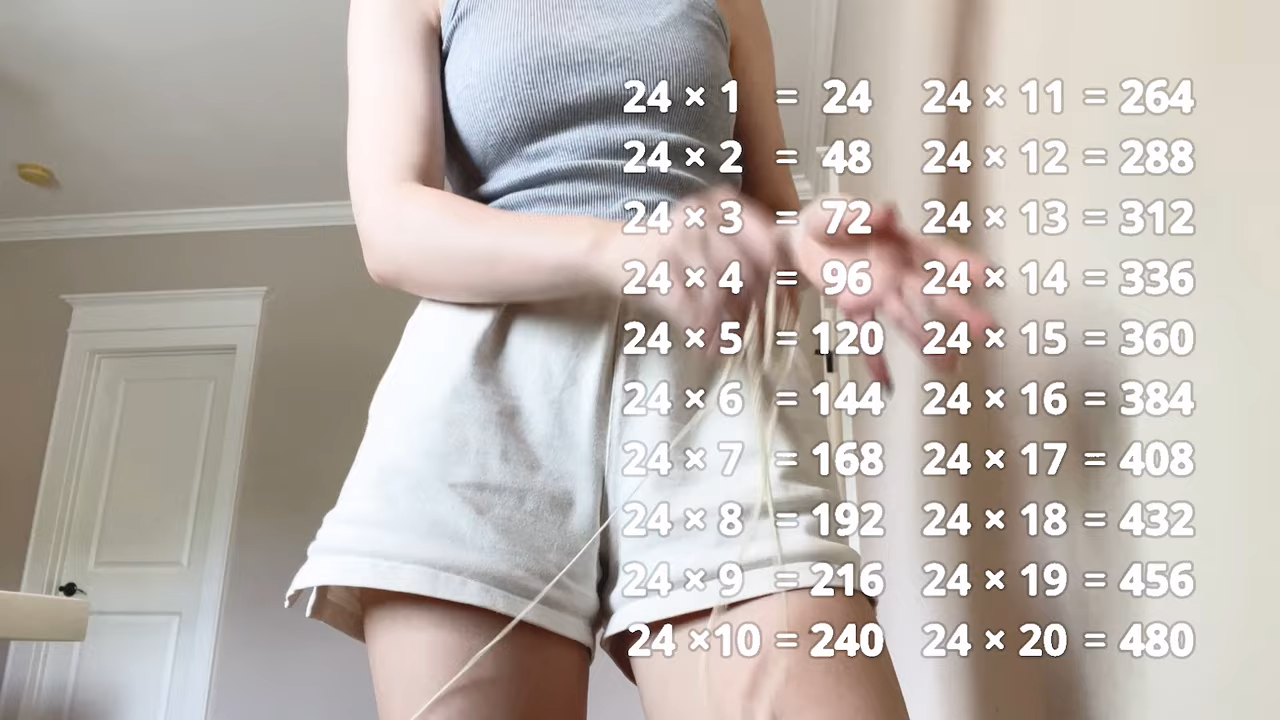 24 × 1 = 24
24 × 2 = 48
24 × 3 = 72
24 × 4 = 96
24 × 5 = 120
24 × 6 = 144
24 × 7 = 168
24 × 8 = 192
24 × 9 = 216
24 ×10 = 240
24 × 11 = 264
24 × 12 = 288
24 × 13 = 312
24 × 14 = 336
24 × 15 = 360
24 × 16 = 384
24 × 17 = 408
24 × 18 = 432
24 × 19 = 456
24 × 20 = 480